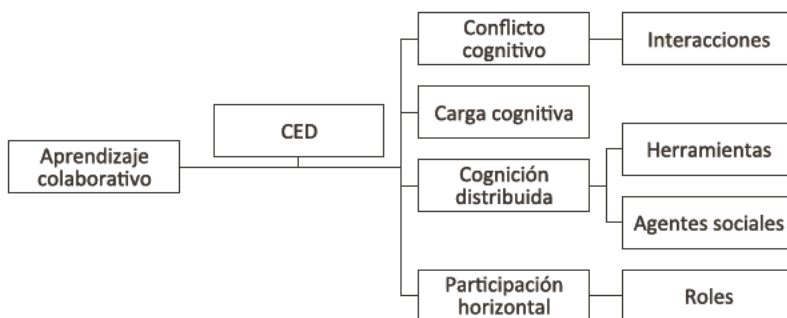 Aprendizaje
colaborativo
CED
Conflicto
cognitivo
Interacciones
Carga cognitiva
Cognición
distribuida
Herramientas
Agentes sociales
Participación
horizontal
Roles